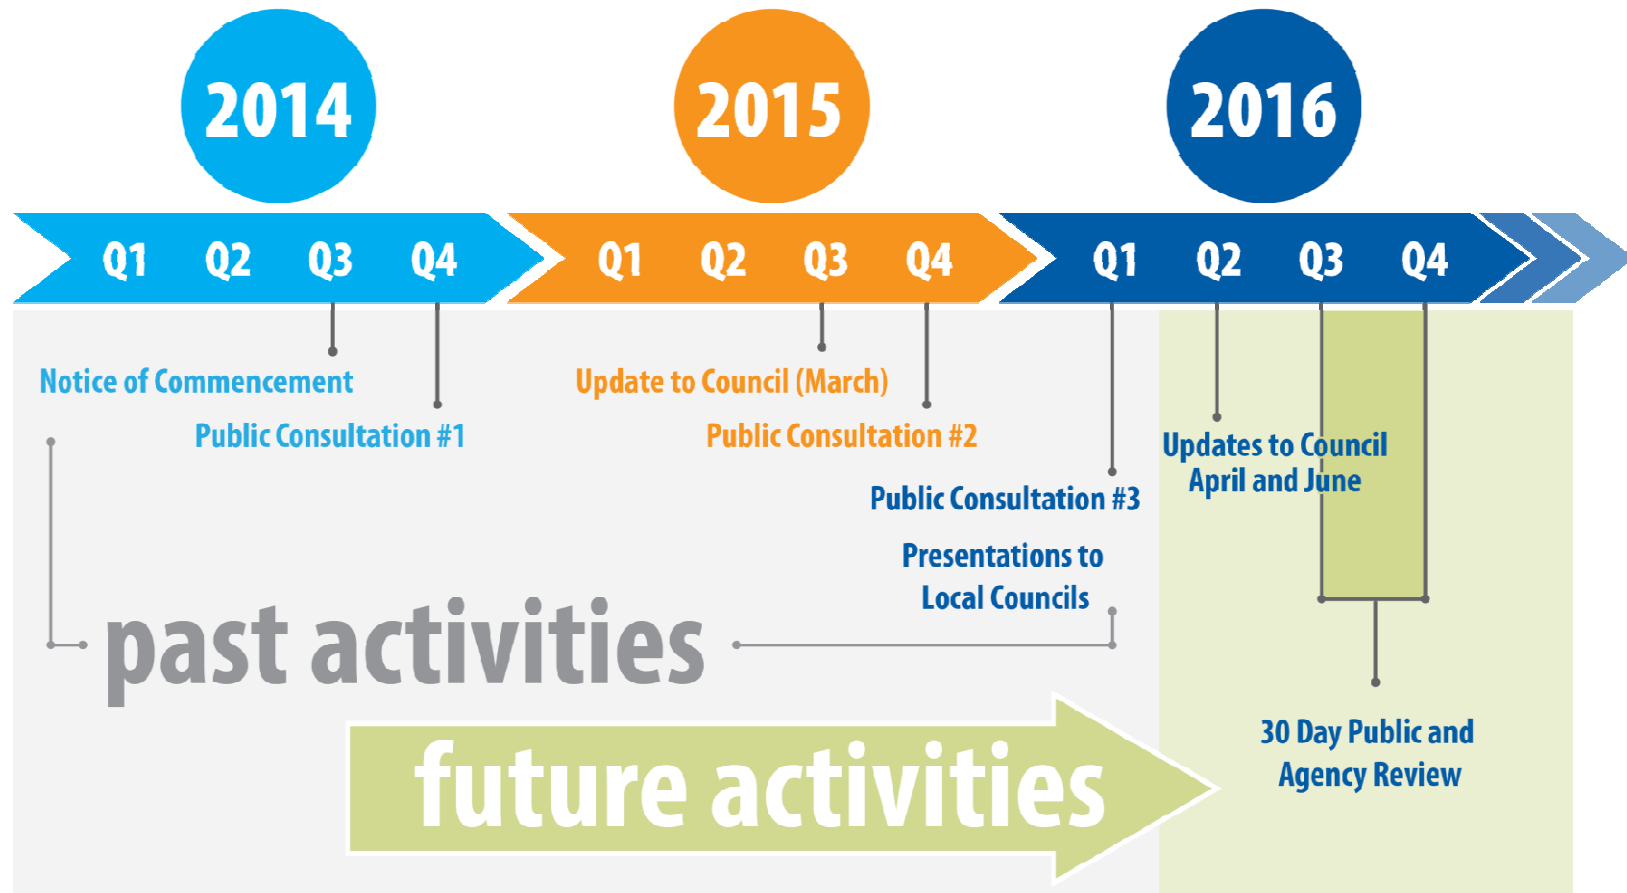 2014
2015
2016
Q1 Q2 Q3 Q4
Q1 Q2 Q3 Q4
Q1 Q2 Q3 Q4
Notice of Commencement
Public Consultation #1
Update to Council (March)
Public Consultation #2
Public Consultation #3
Presentations to
Local Councils
Updates to Council
April and June
30 Day Public and
Agency Review
past activities
future activities